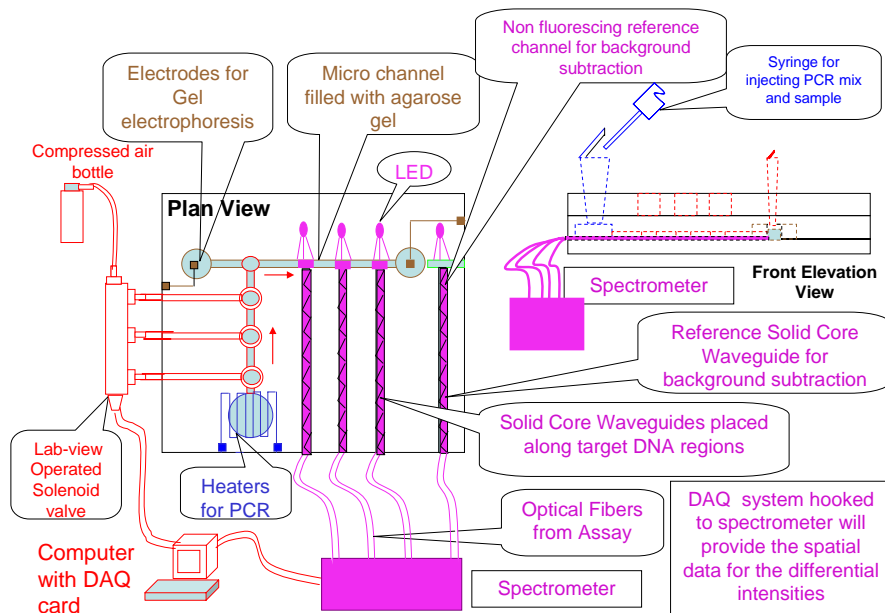 Non fluorescing reference
channel for background
subtraction
Electrodes for
Gel
electrophoresis
Micro channel
filled with agarose
gel
Syringe for
injecting PCR mix
and sample
Compressed air
bottle
LED
Plan View
Spectrometer
Front Elevation
View
Reference Solid Core
Waveguide for
background subtraction
Solid Core Waveguides placed
along target DNA regions
Lab-view
Operated
Solenoid
valve
Heaters
for PCR
Optical Fibers
from Assay
DAQ system hooked
to spectrometer will
provide the spatial
data for the differential
intensities
Computer
with DAQ
card
Spectrometer